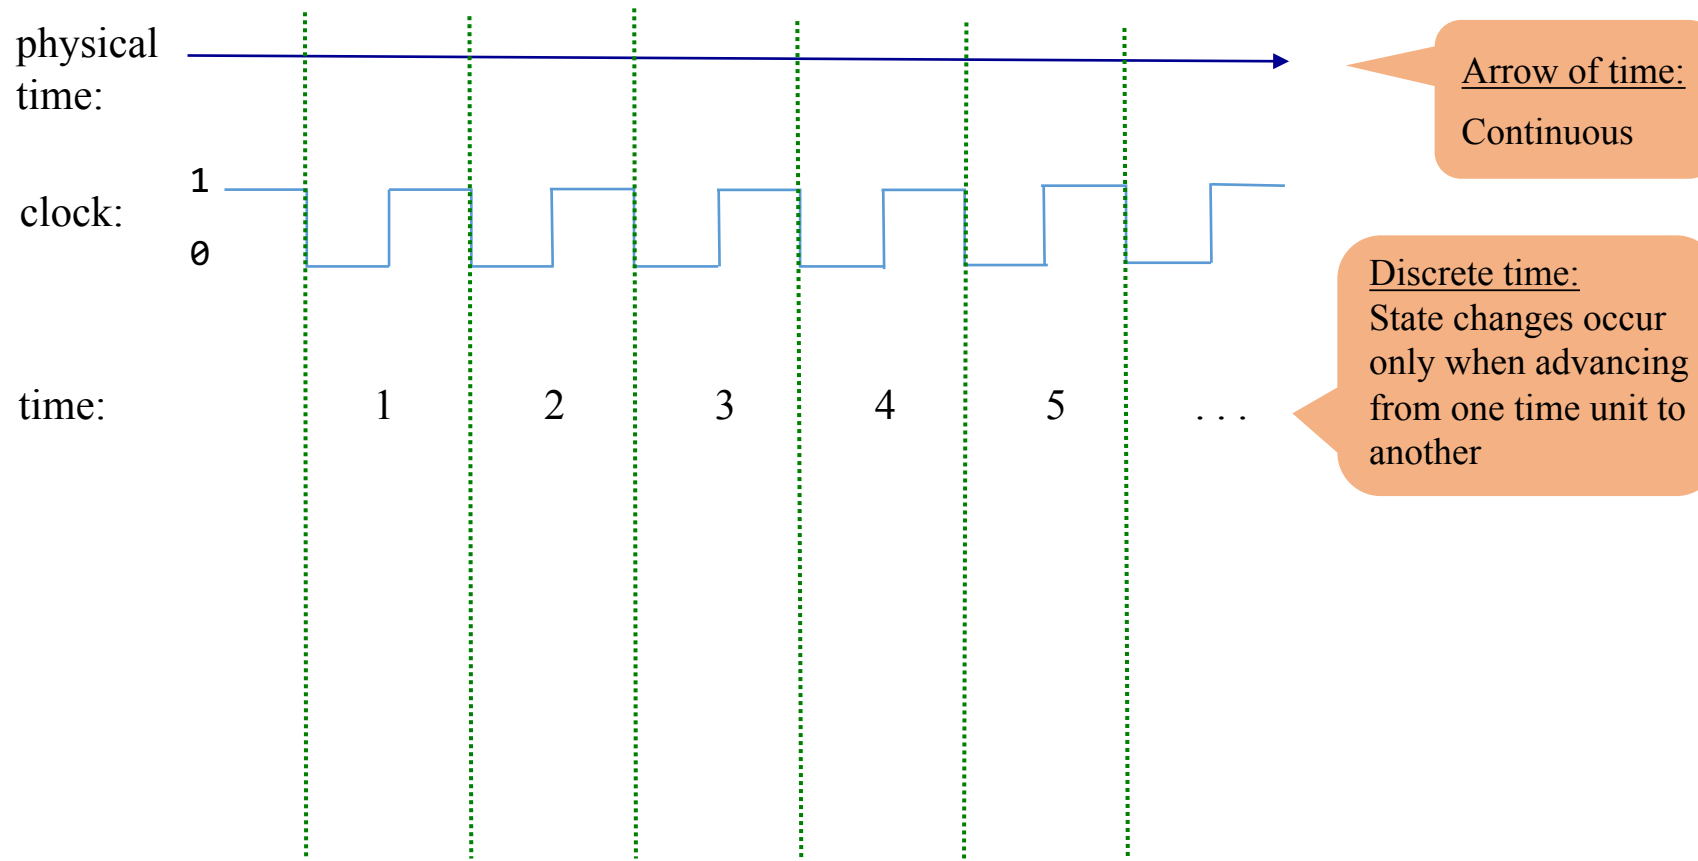 physical
time:
Arrow of time:
Continuous
1
clock:
0
Discrete time:
State changes occur
only when advancing
from one time unit to
another
time: 1 2 3 4 5 . . .